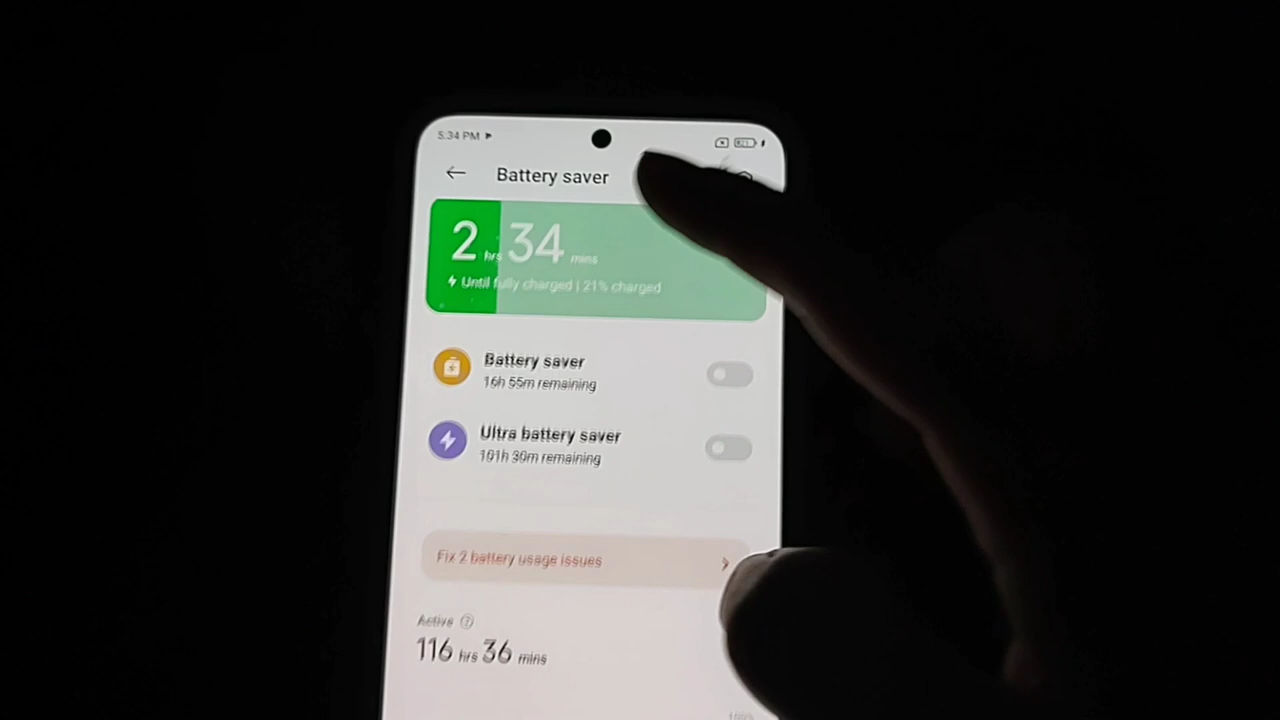 5:34 PM
Battery saver
2 hrs 34 mins
Until fully charged | 21% charged
Battery saver
16h 55m remaining
Ultra battery saver
101h 30m remaining
Fix 2 battery usage issues
Active
116 hrs 36 mins
100%